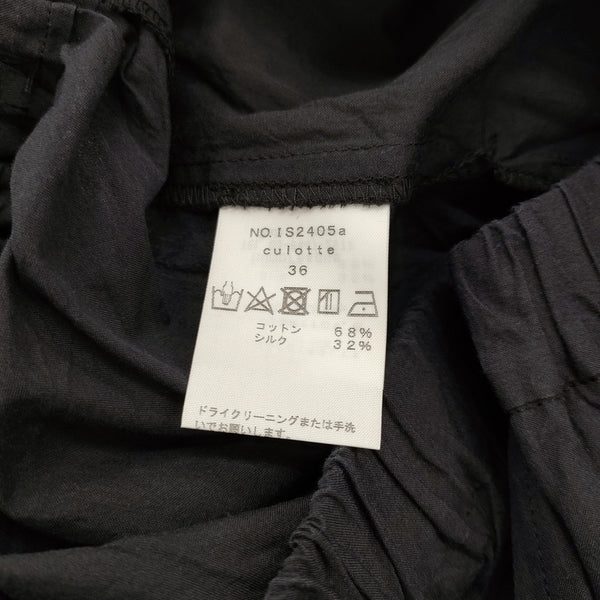 NO.IS2405a
culotte
36
コットン 68%
シルク 32%
ドライクリーニングまたは手洗
いでお願いします。